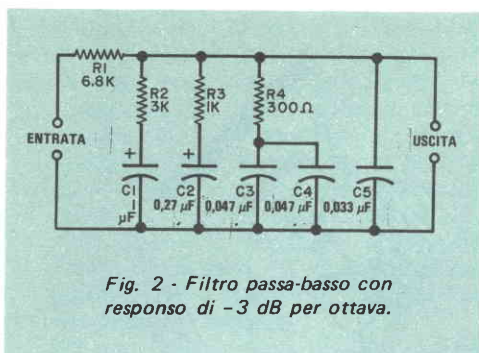 R1
6.8K
R2
3K
R3
1K
R4
300Ω
ENTRATA
USCITA
+
+
C1
1
µF
C2
0,27 µF
C3
0,047 µF
C4
0,047 µF
C5
0,033 µF
Fig. 2 - Filtro passa-basso con
responso di -3 dB per ottava.